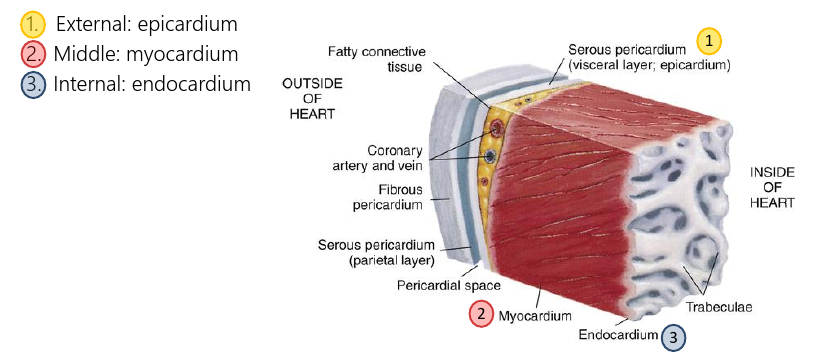 1. External: epicardium
2. Middle: myocardium
3. Internal: endocardium
OUTSIDE
OF
HEART
Fatty connective
tissue
Serous pericardium
(visceral layer; epicardium)
1
Coronary
artery and vein
Fibrous
pericardium
Serous pericardium
(parietal layer)
Pericardial space
2 Myocardium
Endocardium 3
Trabeculae
INSIDE
OF
HEART